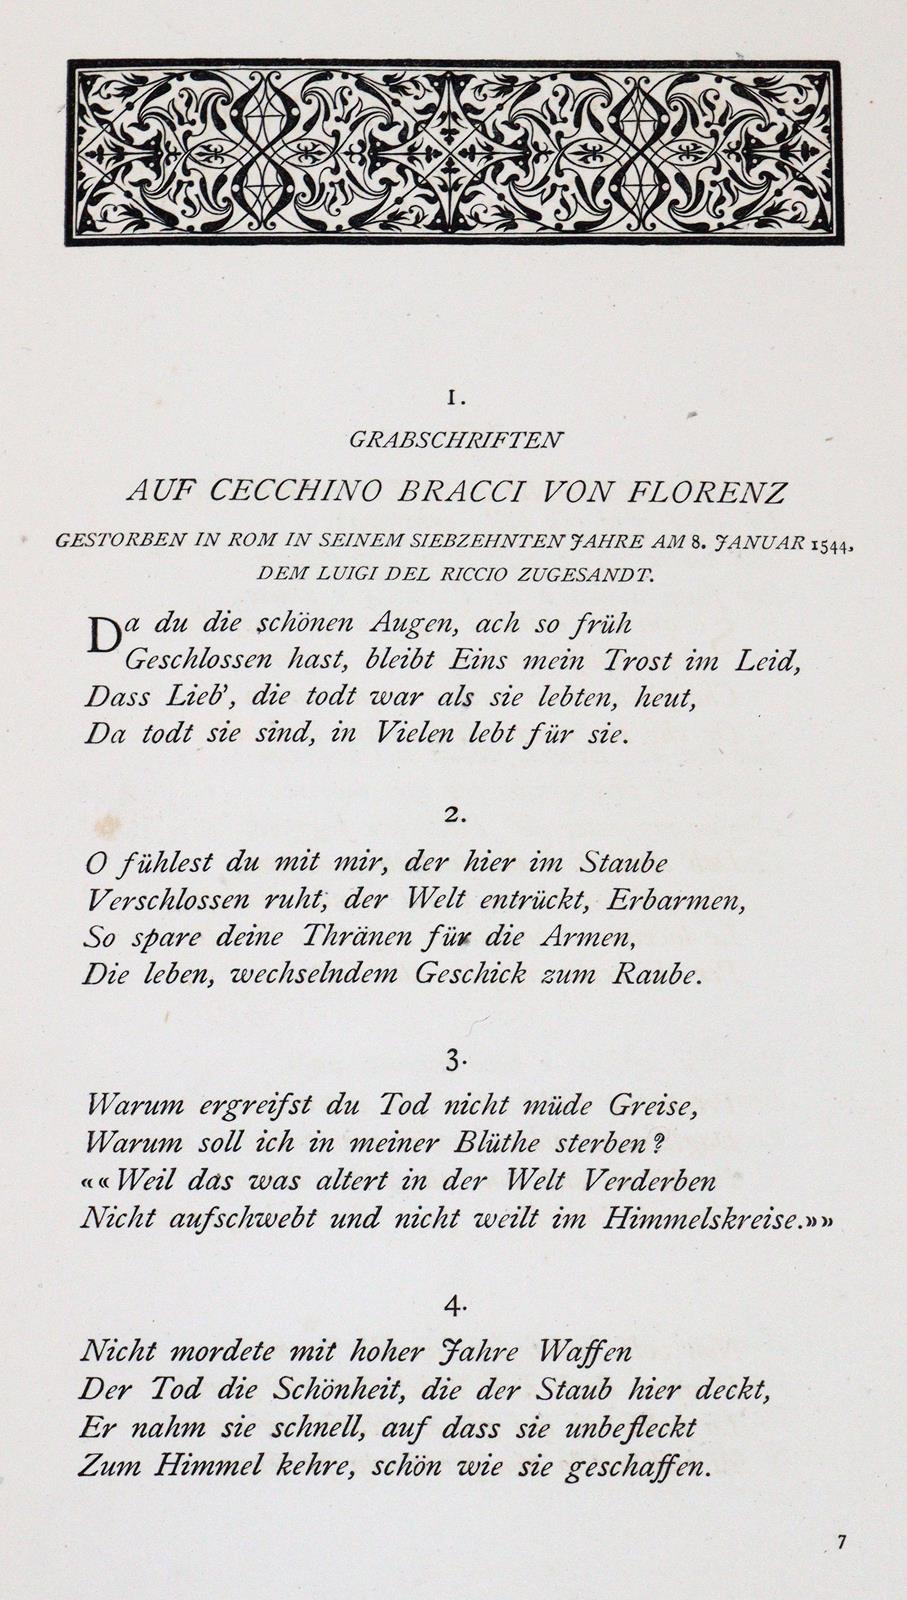 1.
GRABSCHRIFTEN
AUF CECCHINO BRACCI VON FLORENZ
GESTORBEN IN ROM IN SEINEM SIEBZEHNTEN JAHRE AM 8. JANUAR 1544,
DEM LUIGI DEL RICCIO ZUGESANDT.
Da du die schönen Augen, ach so früh
Geschlossen hast, bleibt Eins mein Trost im Leid,
Dass Lieb', die todt war als sie lebten, heut,
Da todt sie sind, in Vielen lebt für sie.
2.
O fühlest du mit mir, der hier im Staube
Verschlossen ruht, der Welt entrückt, Erbarmen,
So spare deine Thränen für die Armen,
Die leben, wechselndem Geschick zum Raube.
3.
Warum ergreifst du Tod nicht müde Greise,
Warum soll ich in meiner Blüthe sterben?
««Weil das was altert in der Welt Verderben
Nicht aufschwebt und nicht weilt im Himmelskreise.»»
4.
Nicht mordete mit hoher Jahre Waffen
Der Tod die Schönheit, die der Staub hier deckt,
Er nahm sie schnell, auf dass sie unbefleckt
Zum Himmel kehre, schön wie sie geschaffen.
7